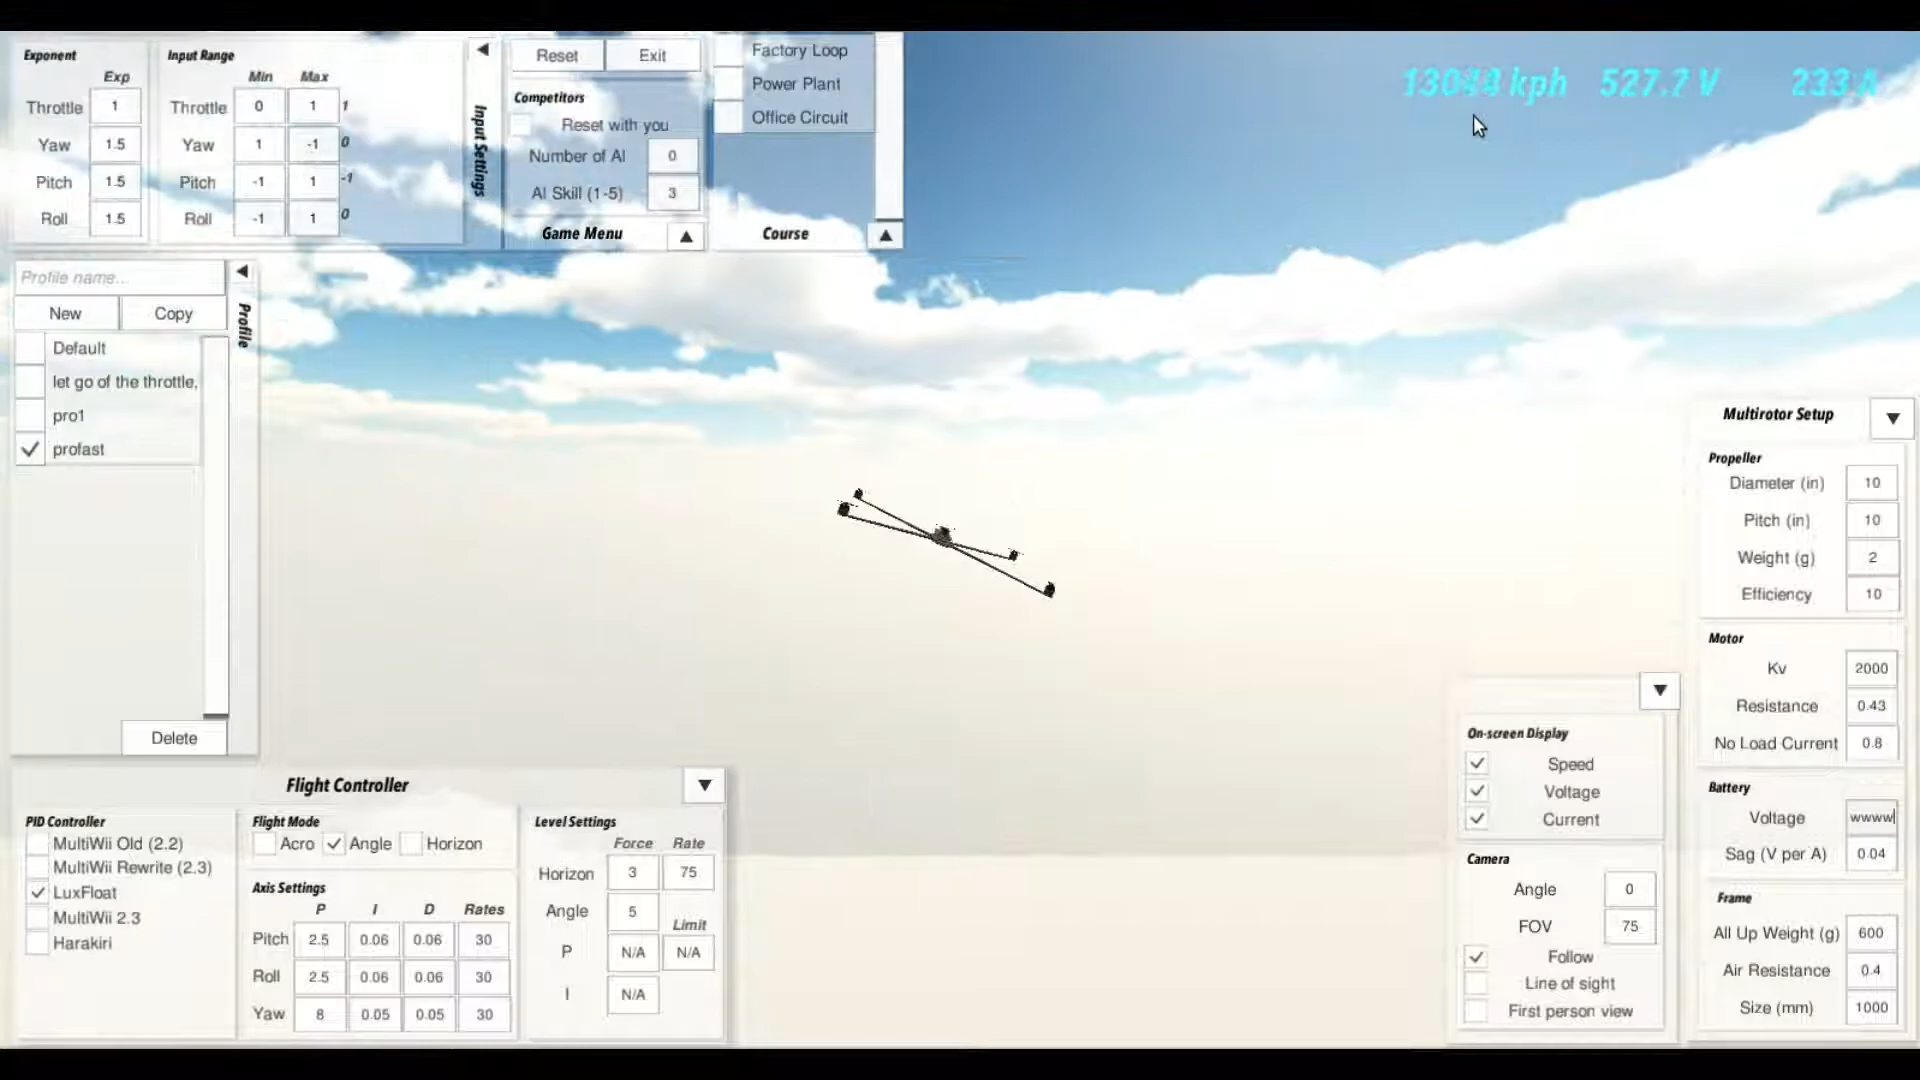 Exponent
Exp
Throttle 1
Yaw 1.5
Pitch 1.5
Roll 1.5
Input Range
Min Max
Throttle 0 1 1
Yaw 1 -1 0
Pitch -1 1 -1
Roll -1 1 0
Input Settings
Reset Exit
Competitors
Reset with you
Number of AI 0
AI Skill (1-5) 3
Game Menu
Factory Loop
Power Plant
Office Circuit
Course
13044 kph 527.7 V 233 A
Profile name...
New Copy
Default
let go of the throttle,
pro1
profast
Delete
Profile
Flight Controller
PID Controller
MultiWii Old (2.2)
MultiWii Rewrite (2.3)
LuxFloat
MultiWii 2.3
Harakiri
Flight Mode
Acro Angle Horizon
Axis Settings
P I D Rates
Pitch 2.5 0.06 0.06 30
Roll 2.5 0.06 0.06 30
Yaw 8 0.05 0.05 30
Level Settings
Force Rate
Horizon 3 75
Angle 5
Limit
P N/A N/A
I N/A
On-screen Display
Speed
Voltage
Current
Camera
Angle 0
FOV 75
Follow
Line of sight
First person view
Multirotor Setup
Propeller
Diameter (in) 10
Pitch (in) 10
Weight (g) 2
Efficiency 10
Motor
Kv 2000
Resistance 0.43
No Load Current 0.8
Battery
Voltage wwww
Sag (V per A) 0.04
Frame
All Up Weight (g) 600
Air Resistance 0.4
Size (mm) 1000